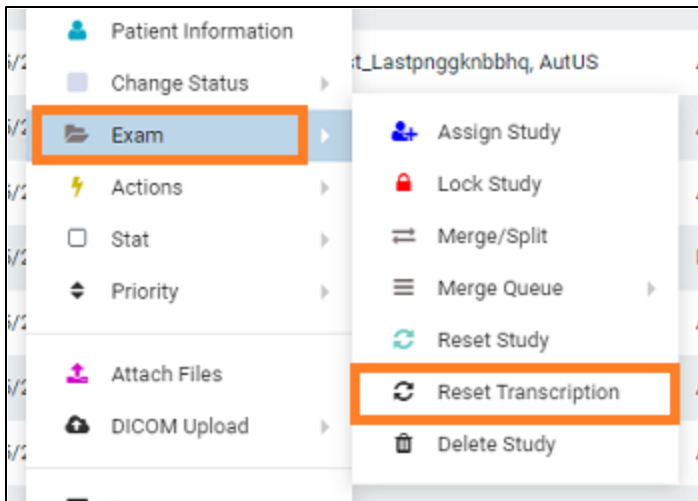 Patient Information
t_Lastpnggknbbhq, AutUS
Change Status
Exam
Assign Study
Actions
Lock Study
Stat
Merge/Split
Priority
Merge Queue
Reset Study
Attach Files
Reset Transcription
DICOM Upload
Delete Study